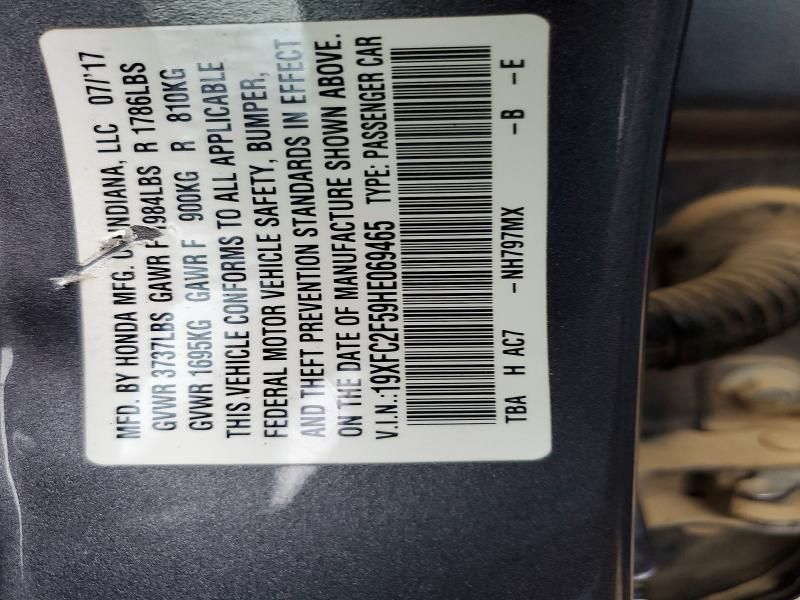 MFD. BY HONDA MFG. INDIANA, LLC 07/'17
GVWR 3737LBS GAWR F 1984LBS R 1786LBS
GVWR 1695KG GAWR F 900KG R 810KG
THIS VEHICLE CONFORMS TO ALL APPLICABLE
FEDERAL MOTOR VEHICLE SAFETY, BUMPER,
AND THEFT PREVENTION STANDARDS IN EFFECT
ON THE DATE OF MANUFACTURE SHOWN ABOVE.
V.I.N.:19XFC2F59HE069465 TYPE: PASSENGER CAR
TBA H AC7 -NH797MX -B -E